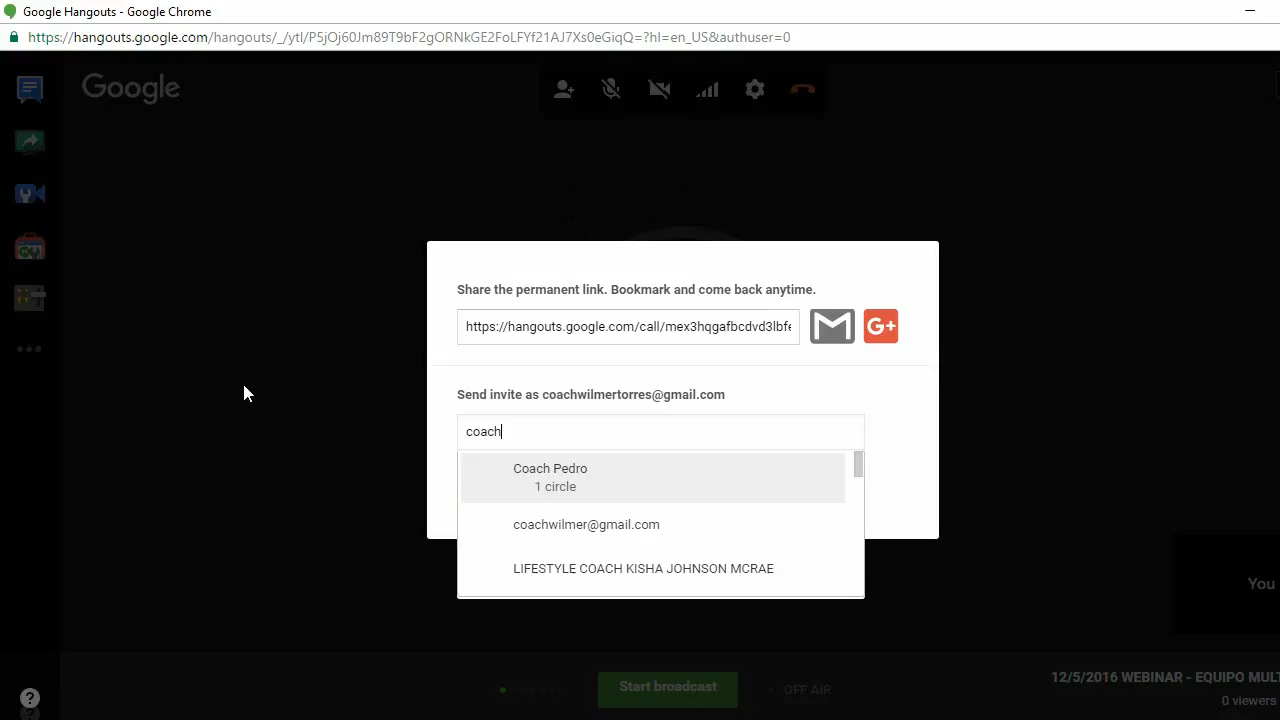 Google Hangouts - Google Chrome
https://hangouts.google.com/hangouts/_/ytl/P5jOj60Jm89T9bF2gORNkGE2FoLFYf21AJ7Xs0eGiqQ=?hl=en_US&authuser=0
Google
Share the permanent link. Bookmark and come back anytime.
https://hangouts.google.com/call/mex3hqgafbcdvd3lbfe
G+
Send invite as coachwilmertorres@gmail.com
coach
Coach Pedro
1 circle
coachwilmer@gmail.com
LIFESTYLE COACH KISHA JOHNSON MCRAE
You
Start broadcast
OFF AIR
12/5/2016 WEBINAR - EQUIPO MULT
0 viewers
?